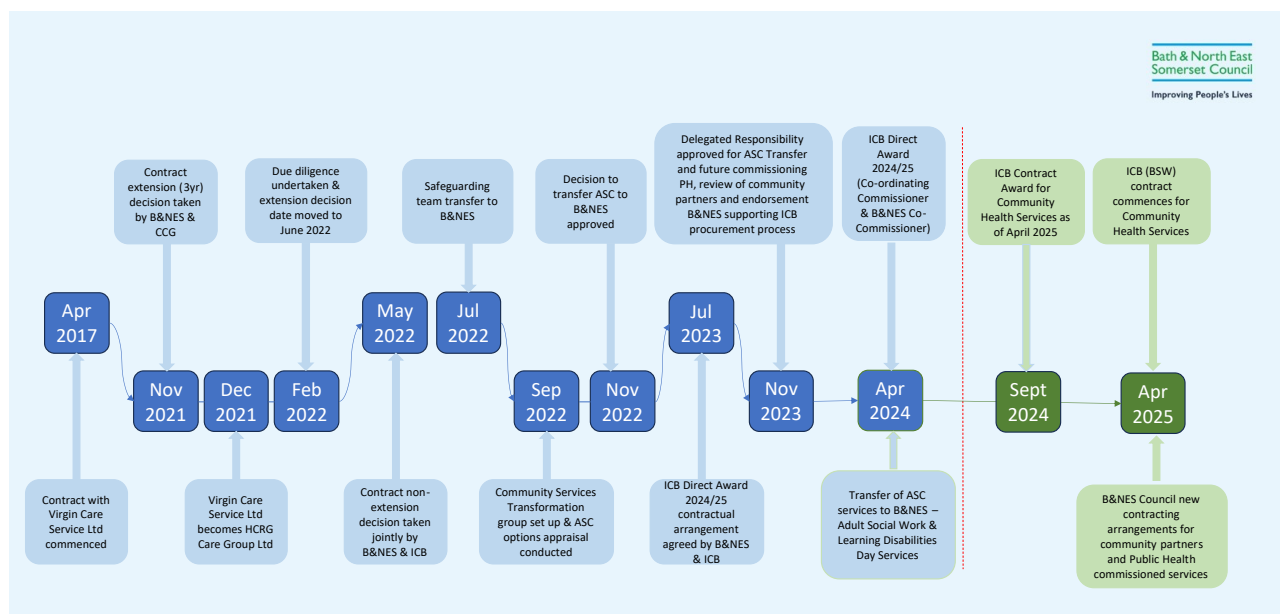 Bath & North East
Somerset Council
Improving People's Lives
Contract
extension (3yr)
decision taken
by B&NES &
CCG
Due diligence
undertaken &
extension decision
date moved to
June 2022
Safeguarding
team transfer to
B&NES
Decision to
transfer ASC to
B&NES
approved
Delegated Responsibility
approved for ASC Transfer
and future commissioning
PH, review of community
partners and endorsement
B&NES supporting ICB
procurement process
ICB Direct
Award
2024/25
(Co-ordinating
Commissioner
& B&NES Co-
Commissioner)
ICB Contract
Award for
Community
Health Services as
of April 2025
ICB (BSW)
contract
commences for
Community
Health Services
Apr
2017
Nov
2021
Dec
2021
Feb
2022
May
2022
Jul
2022
Sep
2022
Nov
2022
Jul
2023
Nov
2023
Apr
2024
Sept
2024
Apr
2025
Contract with
Virgin Care
Service Ltd
commenced
Virgin Care
Service Ltd
becomes HCRG
Care Group Ltd
Contract non-
extension
decision taken
jointly by
B&NES & ICB
Community Services
Transformation
group set up & ASC
options appraisal
conducted
ICB Direct Award
2024/25
contractual
arrangement
agreed by B&NES
& ICB
Transfer of ASC
services to B&NES –
Adult Social Work &
Learning Disabilities
Day Services
B&NES Council new
contracting
arrangements for
community partners
and Public Health
commissioned services